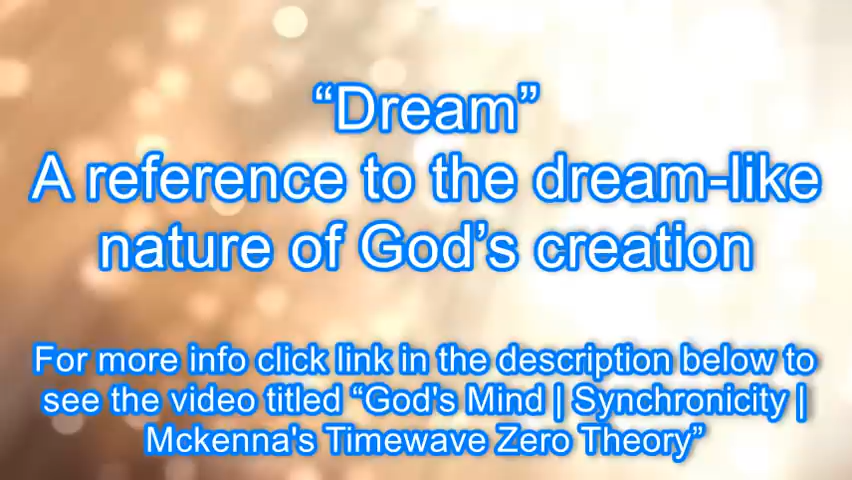 “Dream”
A reference to the dream-like
nature of God’s creation
For more info click link in the description below to
see the video titled “God's Mind | Synchronicity |
Mckenna's Timewave Zero Theory”